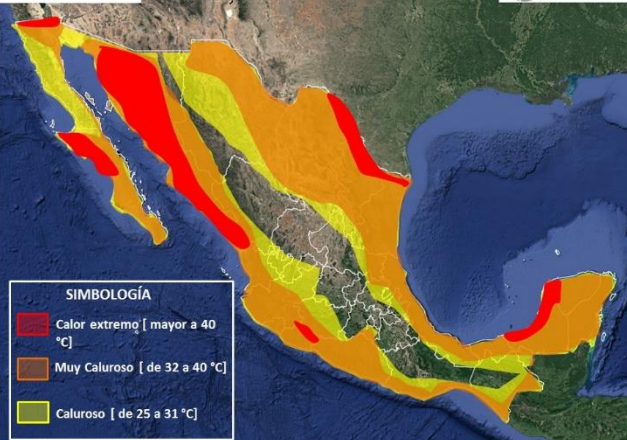 SIMBOLOGÍA
Calor extremo [ mayor a 40
°C]
Muy Caluroso [ de 32 a 40 °C]
Caluroso [ de 25 a 31 °C]